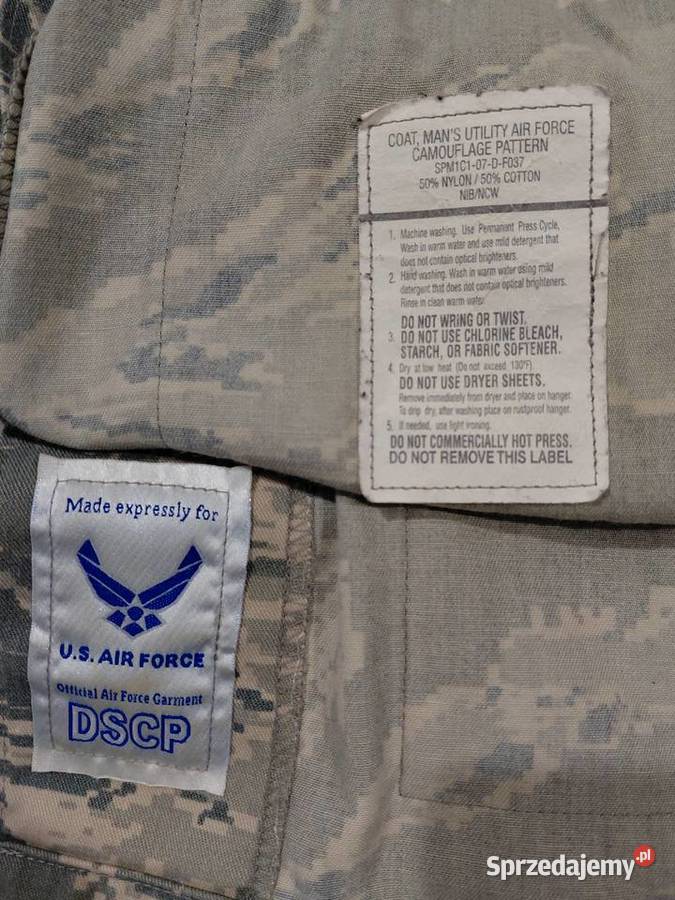 COAT, MAN'S UTILITY AIR FORCE
CAMOUFLAGE PATTERN
SPM1C1-07-D-F037
50% NYLON / 50% COTTON
NIB/NCW
1. Machine washing. Use Permanent Press Cycle,
Wash in warm water and use mild detergent that
does not contain optical brighteners.
2. Hand washing. Wash in warm water using mild
detergent that does not contain optical brighteners.
Rinse in clean warm water.
DO NOT WRING OR TWIST.
3. DO NOT USE CHLORINE BLEACH,
STARCH, OR FABRIC SOFTENER.
4. Dry at low heat (Do not exceed 130°F).
DO NOT USE DRYER SHEETS.
Remove immediately from dryer and place on hanger.
To drip dry, after washing place on rustproof hanger.
5. If needed, use light ironing.
DO NOT COMMERCIALLY HOT PRESS.
DO NOT REMOVE THIS LABEL
Made expressly for
U.S. AIR FORCE
Official Air Force Garment
DSCP
Sprzedajemy.pl